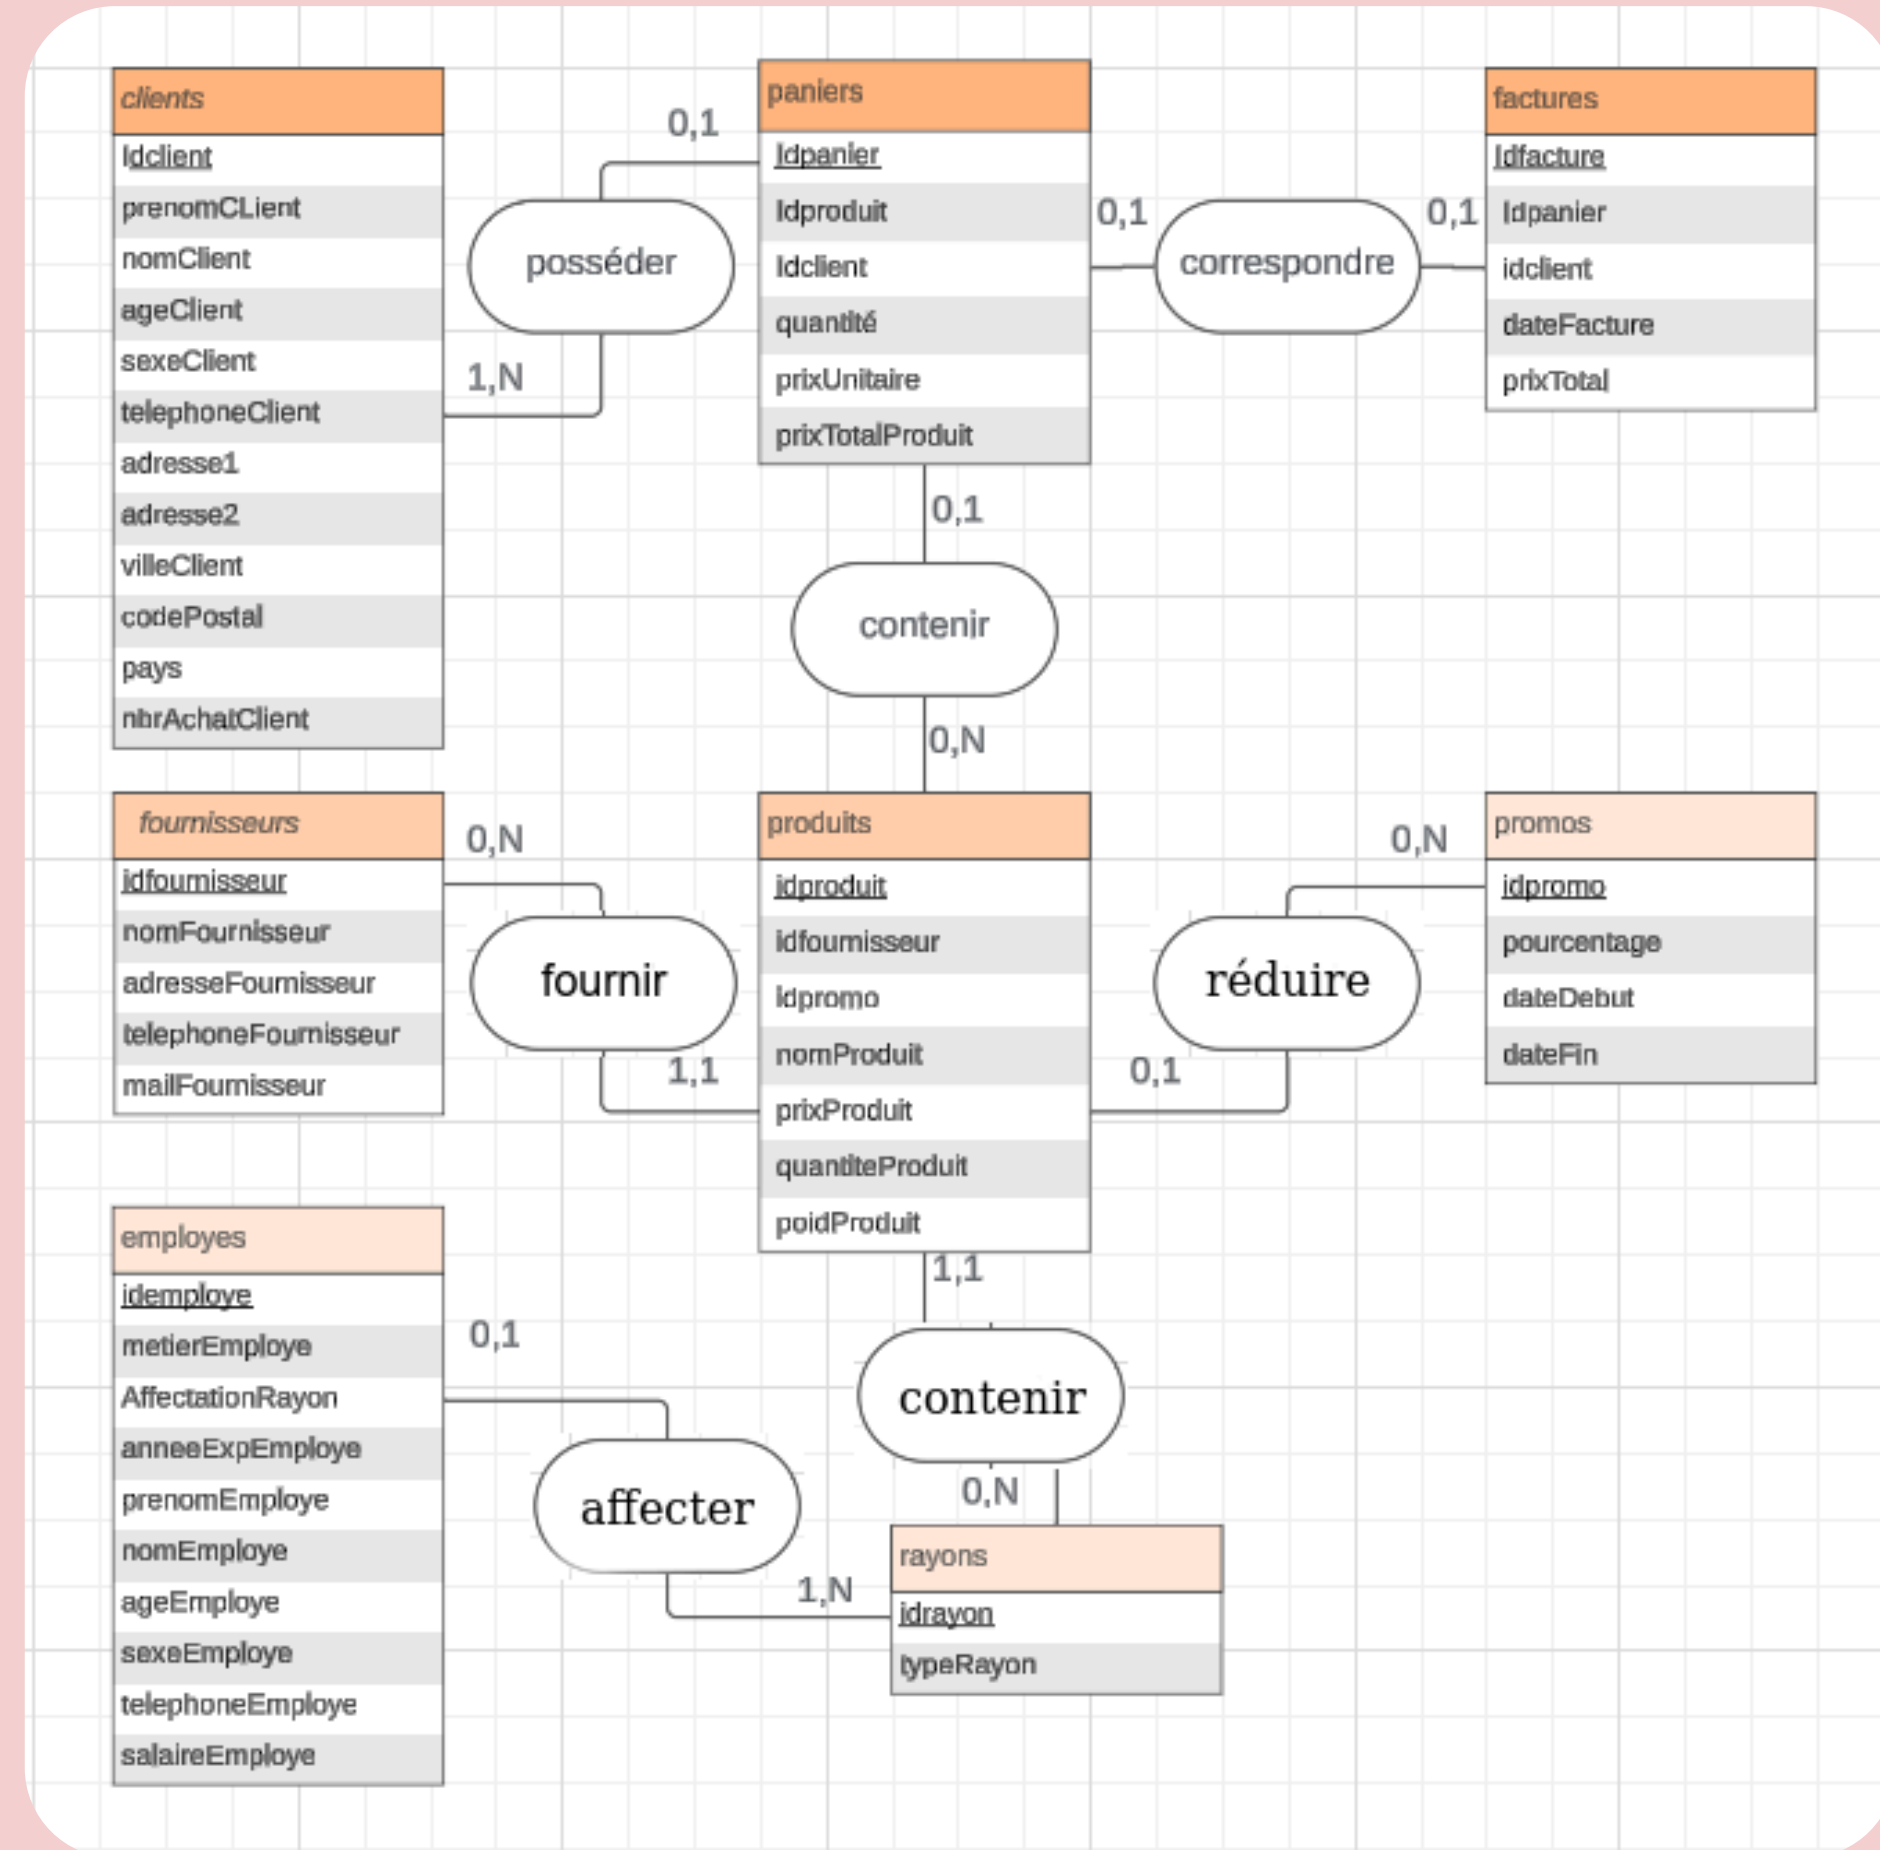 clients
Idclient
prenomCLient
nomClient
ageClient
sexeClient
telephoneClient
adresse1
adresse2
villeClient
codePostal
pays
nbrAchatClient
0,1
posséder
1,N
paniers
Idpanier
Idproduit
Idclient
quantité
prixUnitaire
prixTotalProduit
0,1
correspondre
0,1
factures
Idfacture
Idpanier
idclient
dateFacture
prixTotal
0,1
contenir
0,N
fournisseurs
idfournisseur
nomFournisseur
adresseFournisseur
telephoneFournisseur
mailFournisseur
0,N
fournir
1,1
produits
idproduit
idfournisseur
Idpromo
nomProduit
prixProduit
quantiteProduit
poidProduit
0,N
réduire
0,1
promos
idpromo
pourcentage
dateDebut
dateFin
employes
idemploye
metierEmploye
AffectationRayon
anneeExpEmploye
prenomEmploye
nomEmploye
ageEmploye
sexeEmploye
telephoneEmploye
salaireEmploye
0,1
affecter
1,N
1,1
contenir
0,N
rayons
idrayon
typeRayon